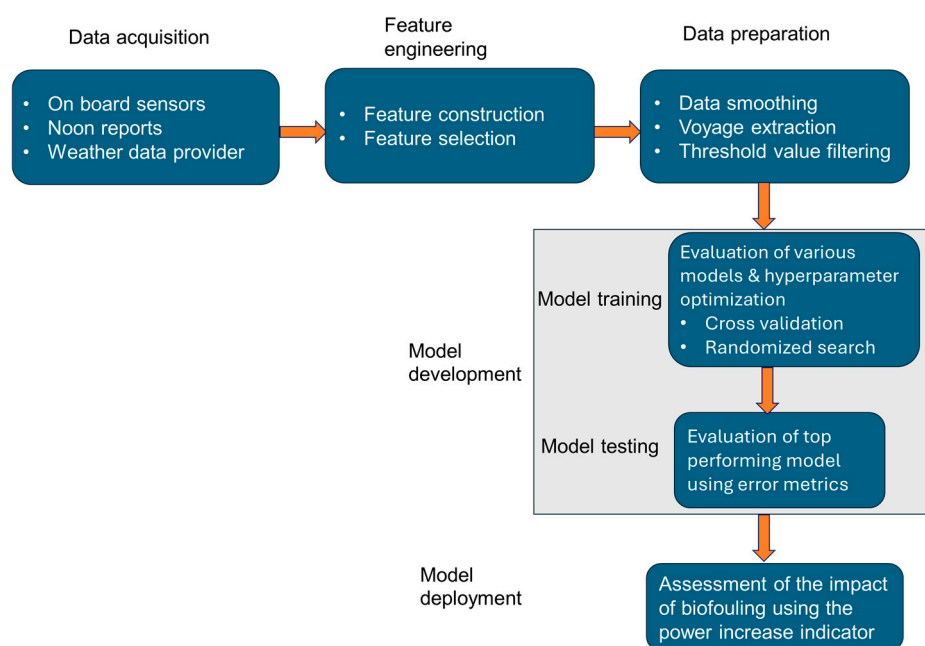 Data acquisition
Feature
engineering
Data preparation
• On board sensors
• Noon reports
• Weather data provider
• Feature construction
• Feature selection
• Data smoothing
• Voyage extraction
• Threshold value filtering
Model training
Evaluation of various
models & hyperparameter
optimization
• Cross validation
• Randomized search
Model
development
Model testing
Evaluation of top
performing model
using error metrics
Model
deployment
Assessment of the impact
of biofouling using the
power increase indicator